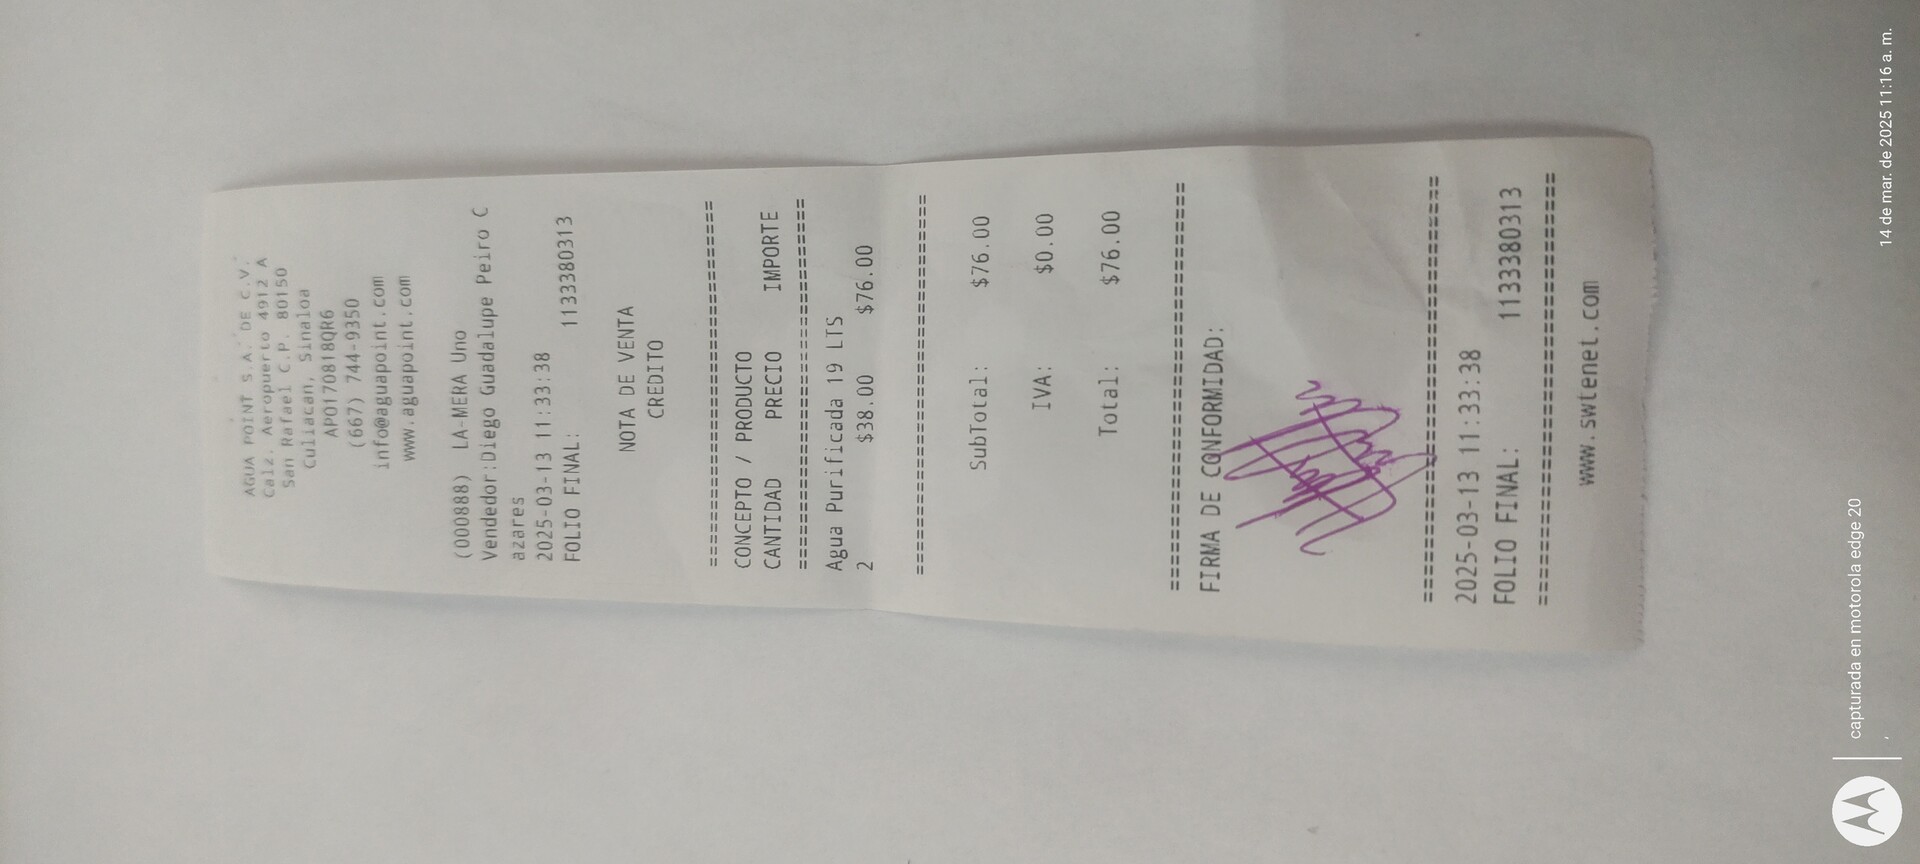 AGUA POINT S.A. DE C.V.
Calz. Aeropuerto 4912 A
San Rafael C.P. 80150
Culiacan, Sinaloa
APO170818QR6
(667) 744-9350
info@aguapoint.com
www.aguapoint.com
(000888) LA-MERA Uno
Vendedor:Diego Guadalupe Peiro C
azares
2025-03-13 11:33:38
FOLIO FINAL: 1133380313
NOTA DE VENTA
CREDITO
================================
CONCEPTO / PRODUCTO
CANTIDAD PRECIO IMPORTE
================================
Agua Purificada 19 LTS
2 $38.00 $76.00
================================
SubTotal: $76.00
IVA: $0.00
Total: $76.00
================================
FIRMA DE CONFORMIDAD:
================================
2025-03-13 11:33:38
FOLIO FINAL: 1133380313
================================
www.swtenet.com
capturada en motorola edge 20
,
14 de mar. de 2025 11:16 a. m.